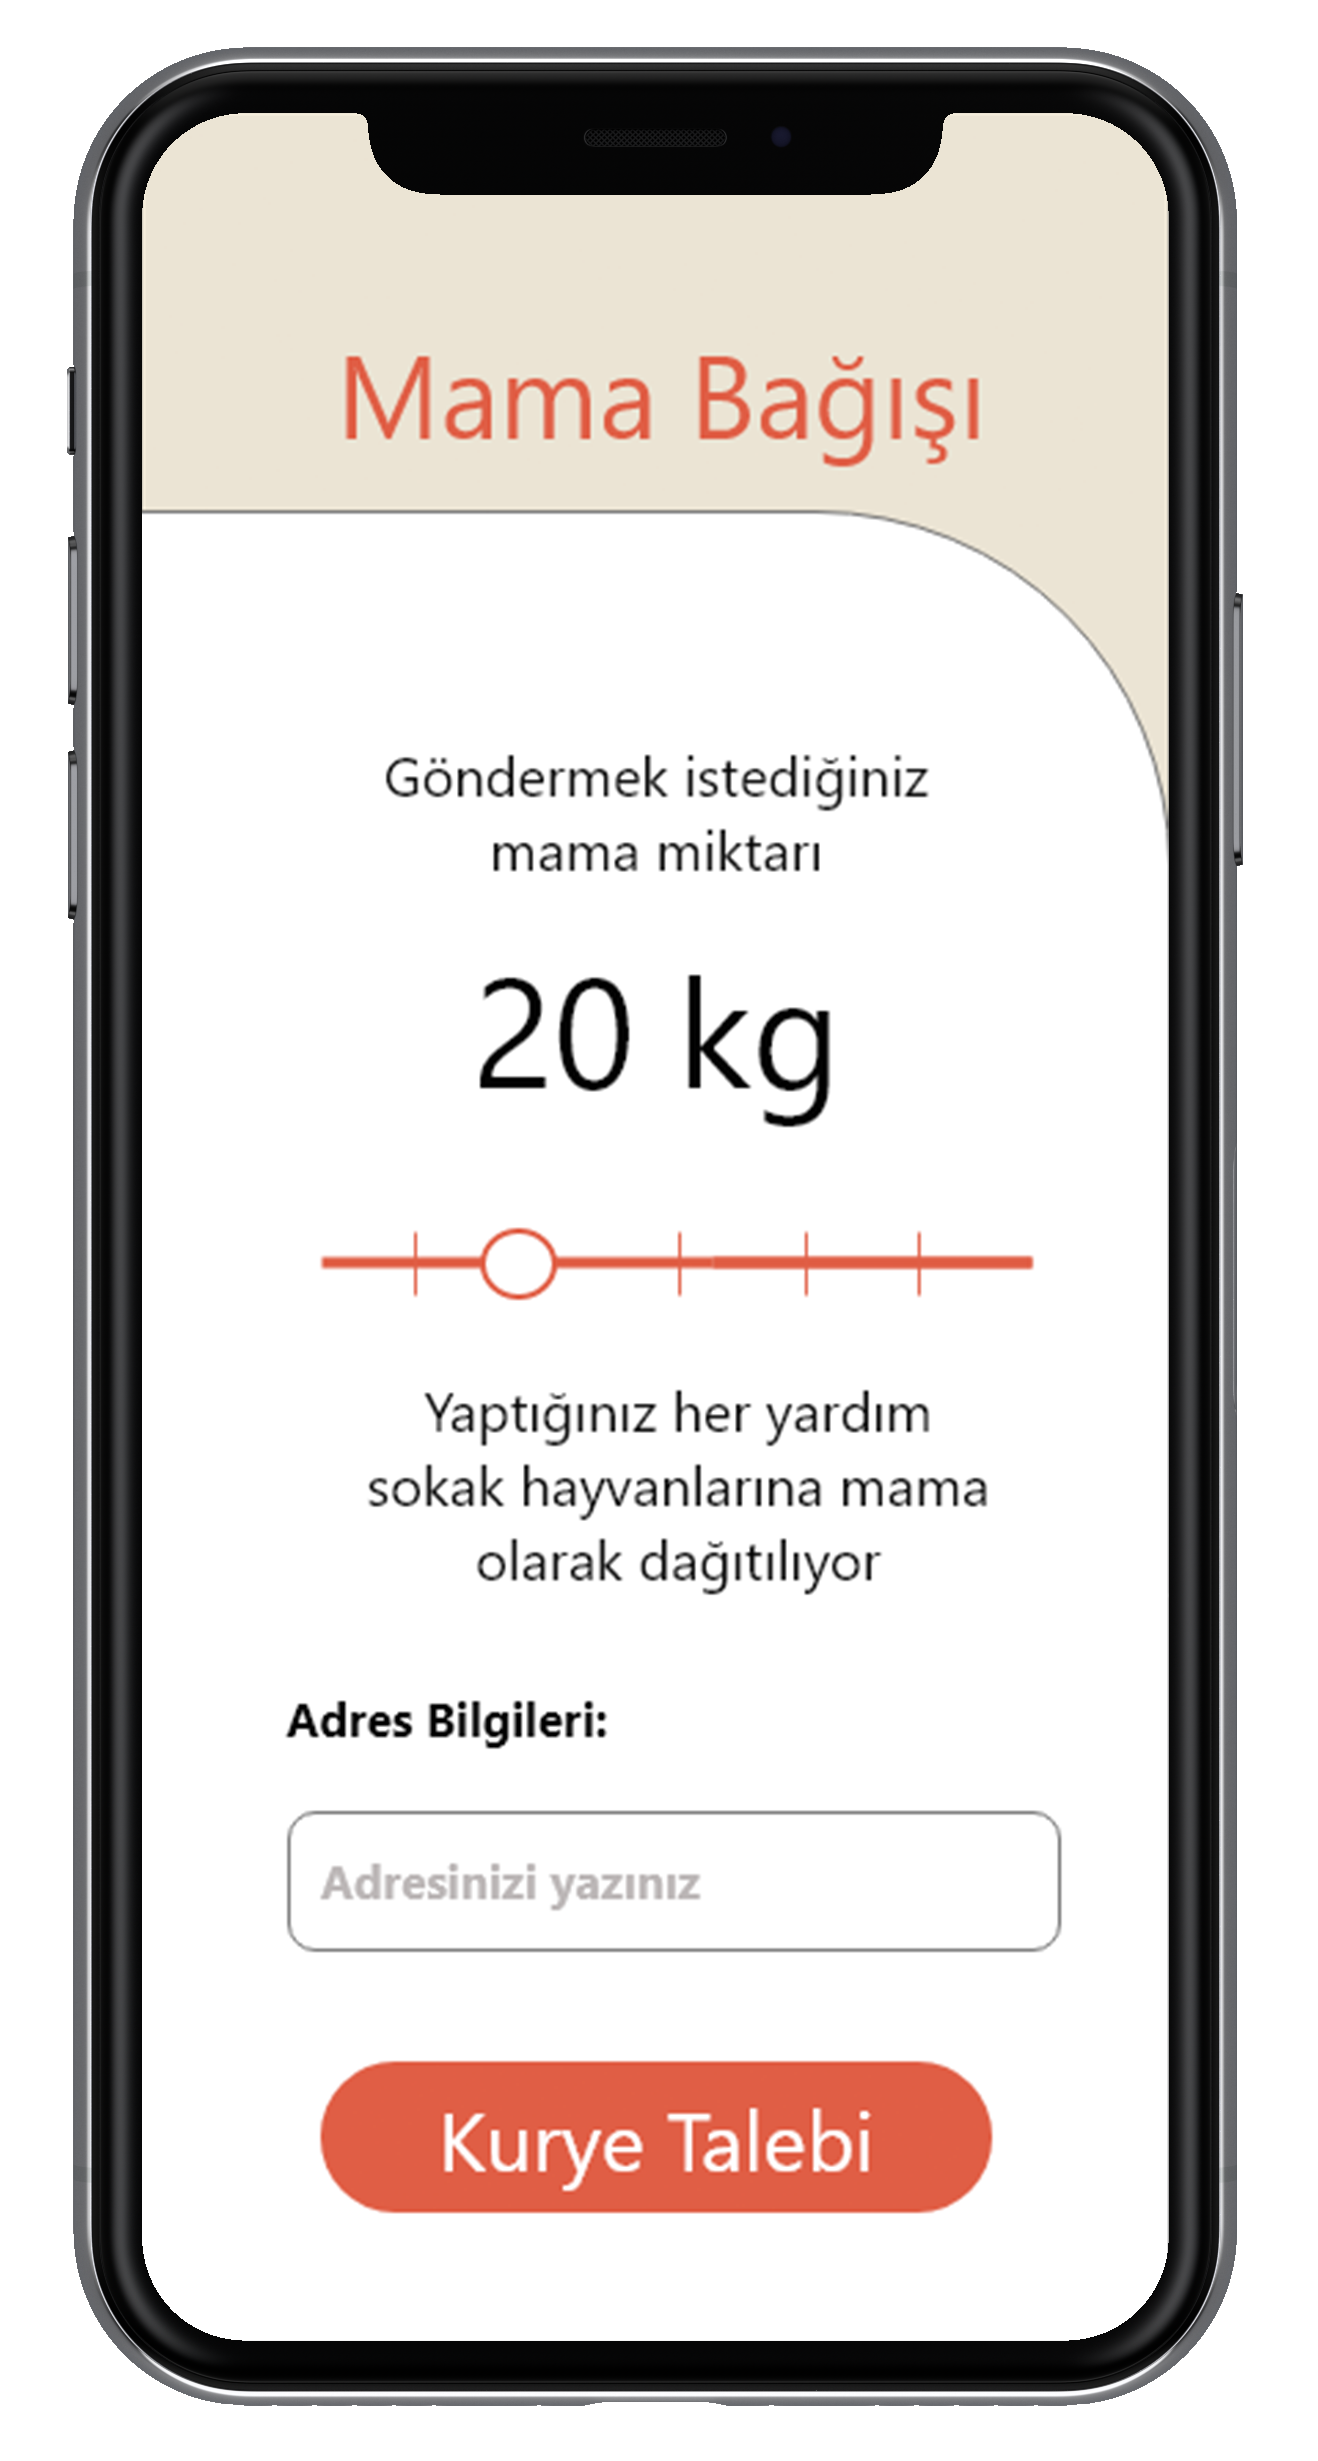 Mama Bağışı
Göndermek istediğiniz
mama miktarı
20 kg
Yaptığınız her yardım
sokak hayvanlarına mama
olarak dağıtılıyor
Adres Bilgileri:
Adresinizi yazınız
Kurye Talebi